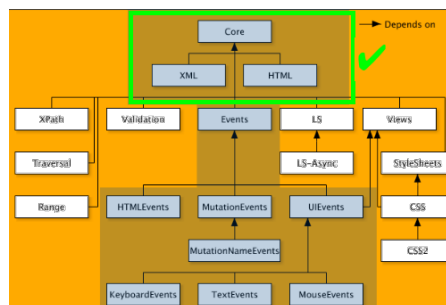 Core
Depends on
XML
HTML
XPath
Validation
Events
LS
Views
Traversal
LS-Async
StyleSheets
Range
HTMLEvents
MutationEvents
UIEvents
CSS
MutationNameEvents
CSS2
KeyboardEvents
TextEvents
MouseEvents